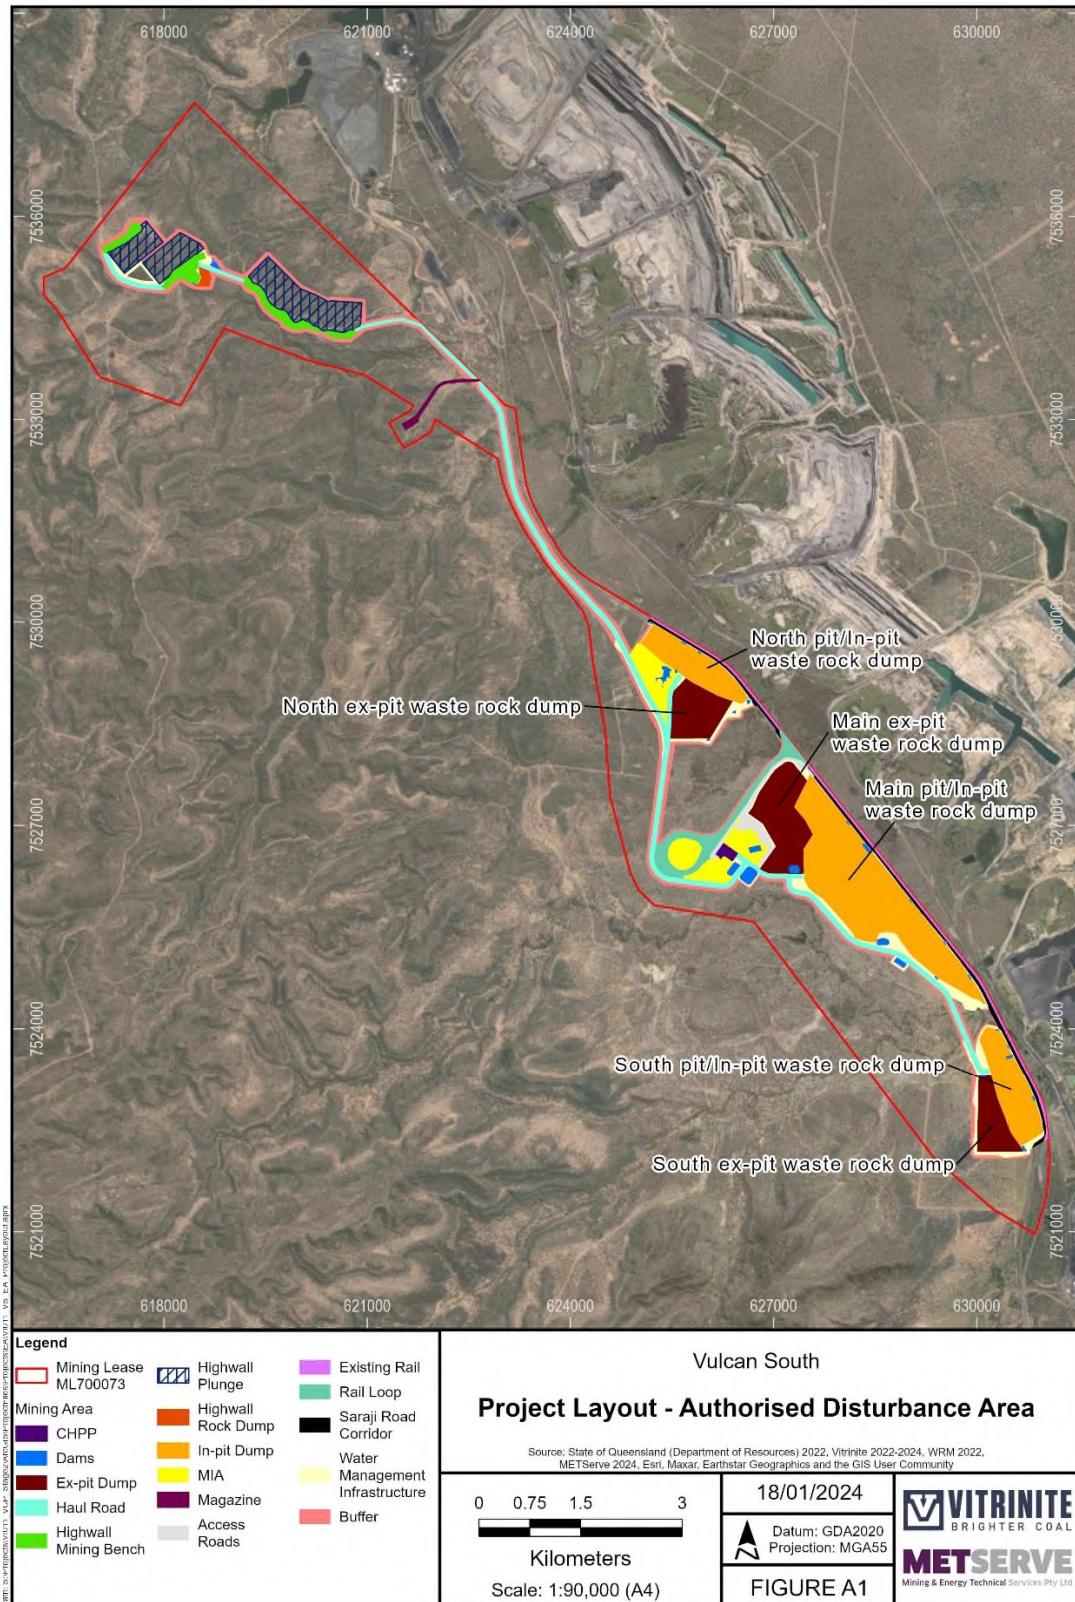 618000 621000 624000 627000 630000
7536000 7536000
7533000 7533000
7530000 7530000
North pit/In-pit
waste rock dump
North ex-pit waste rock dump
Main ex-pit
waste rock dump
Main pit/In-pit
waste rock dump
7527000 7527000
7524000 7524000
South pit/In-pit waste rock dump
South ex-pit waste rock dump
7521000 7521000
618000 621000 624000 627000 630000
Legend
Mining Lease
ML700073
Mining Area
CHPP
Dams
Ex-pit Dump
Haul Road
Highwall
Mining Bench
Highwall
Plunge
Highwall
Rock Dump
In-pit Dump
MIA
Magazine
Access
Roads
Existing Rail
Rail Loop
Saraji Road
Corridor
Water
Management
Infrastructure
Buffer
Vulcan South
Project Layout - Authorised Disturbance Area
Source: State of Queensland (Department of Resources) 2022, Vitrinite 2022-2024, WRM 2022,
METServe 2024, Esri, Maxar, Earthstar Geographics and the GIS User Community
0 0.75 1.5 3
Kilometers
Scale: 1:90,000 (A4)
18/01/2024
Datum: GDA2020
Projection: MGA55
FIGURE A1
VITRINITE
BRIGHTER COAL
METSERVE
Mining & Energy Technical Services Pty Ltd